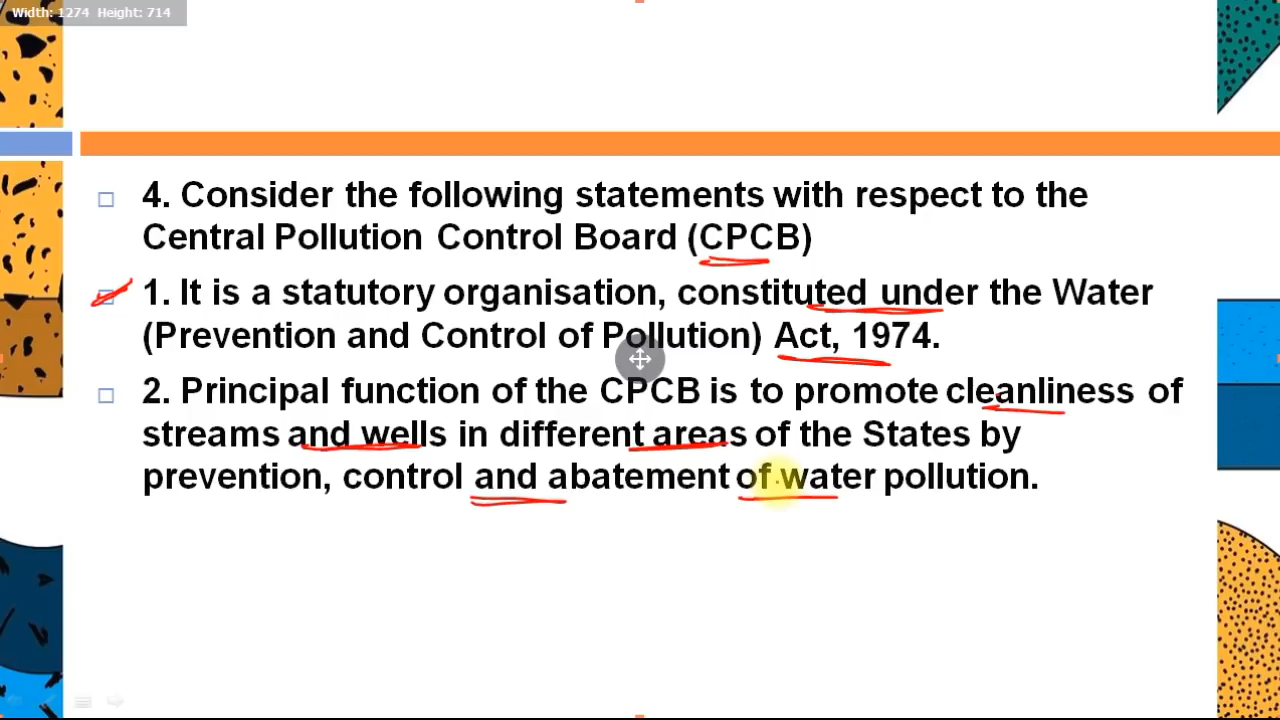 Width: 1274 Height: 714
4. Consider the following statements with respect to the
Central Pollution Control Board (CPCB)
1. It is a statutory organisation, constituted under the Water
(Prevention and Control of Pollution) Act, 1974.
2. Principal function of the CPCB is to promote cleanliness of
streams and wells in different areas of the States by
prevention, control and abatement of water pollution.